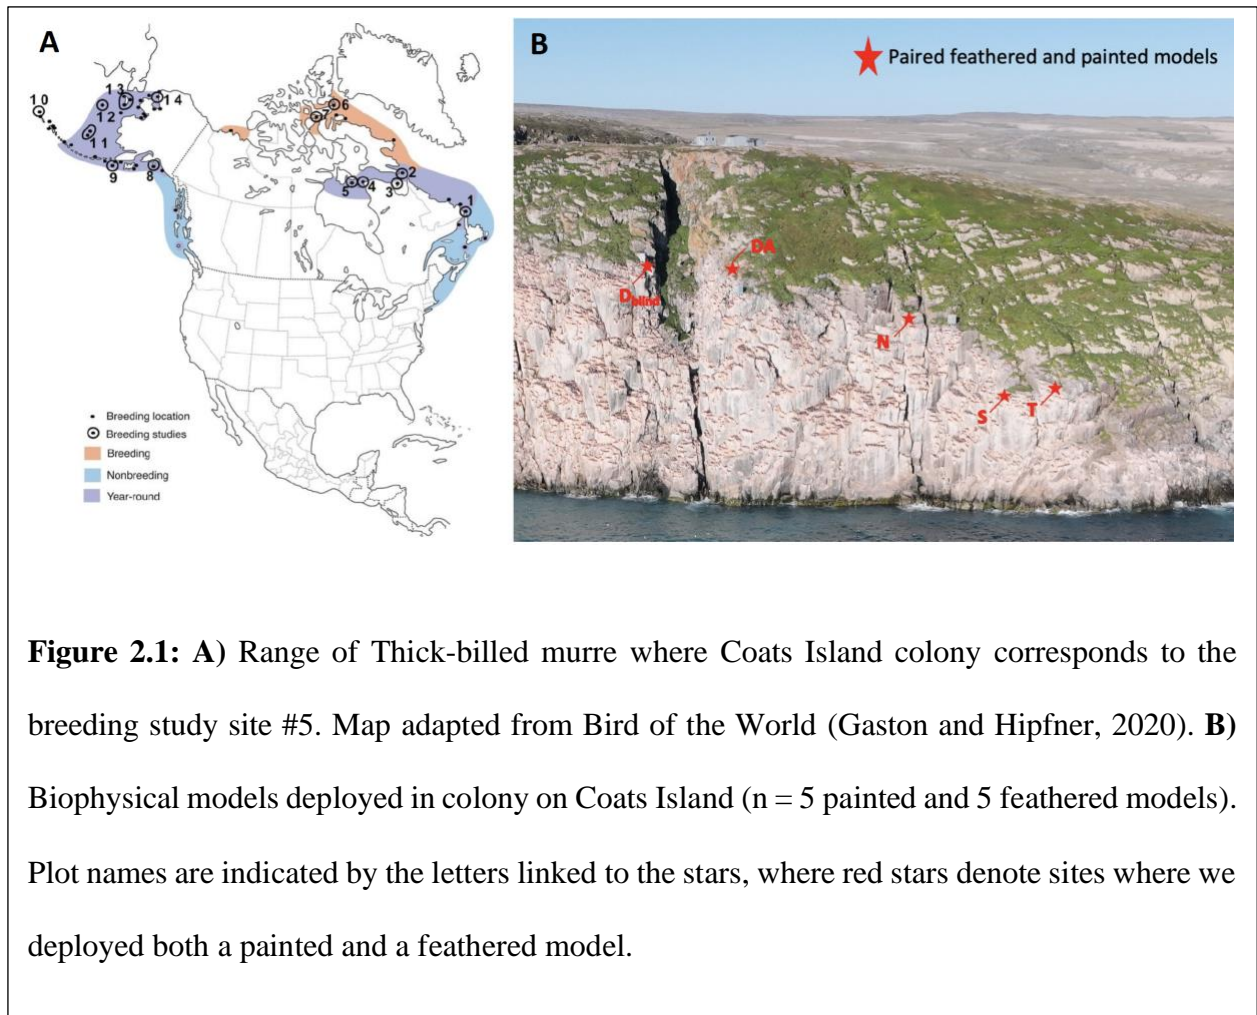 A
10
13
14
12
11
9
8
6
7
2
5
4
3
1
Breeding location
Breeding studies
Breeding
Nonbreeding
Year-round
B
Paired feathered and painted models
DA
Dblind
N
S
T
Figure 2.1: A) Range of Thick-billed murre where Coats Island colony corresponds to the
breeding study site #5. Map adapted from Bird of the World (Gaston and Hipfner, 2020). B)
Biophysical models deployed in colony on Coats Island (n = 5 painted and 5 feathered models).
Plot names are indicated by the letters linked to the stars, where red stars denote sites where we
deployed both a painted and a feathered model.